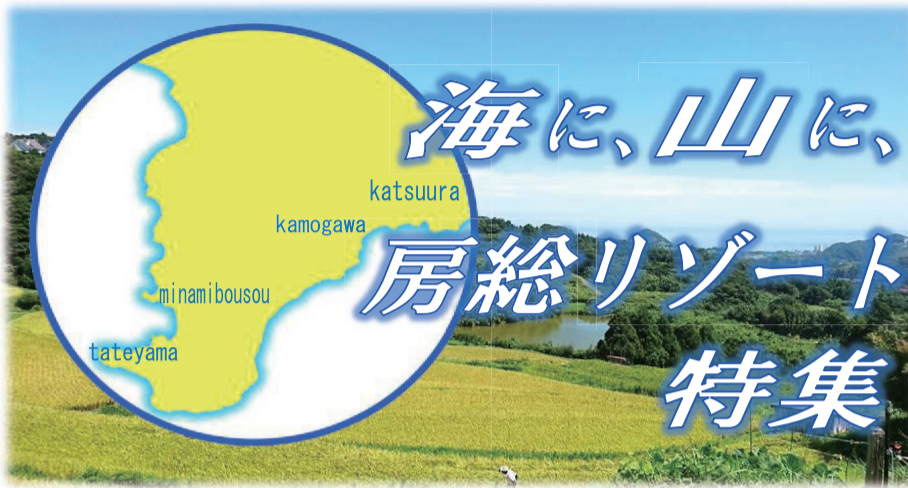 海に、山に、
房総リゾート
特集
katsuura
kamogawa
minamibousou
tateyama